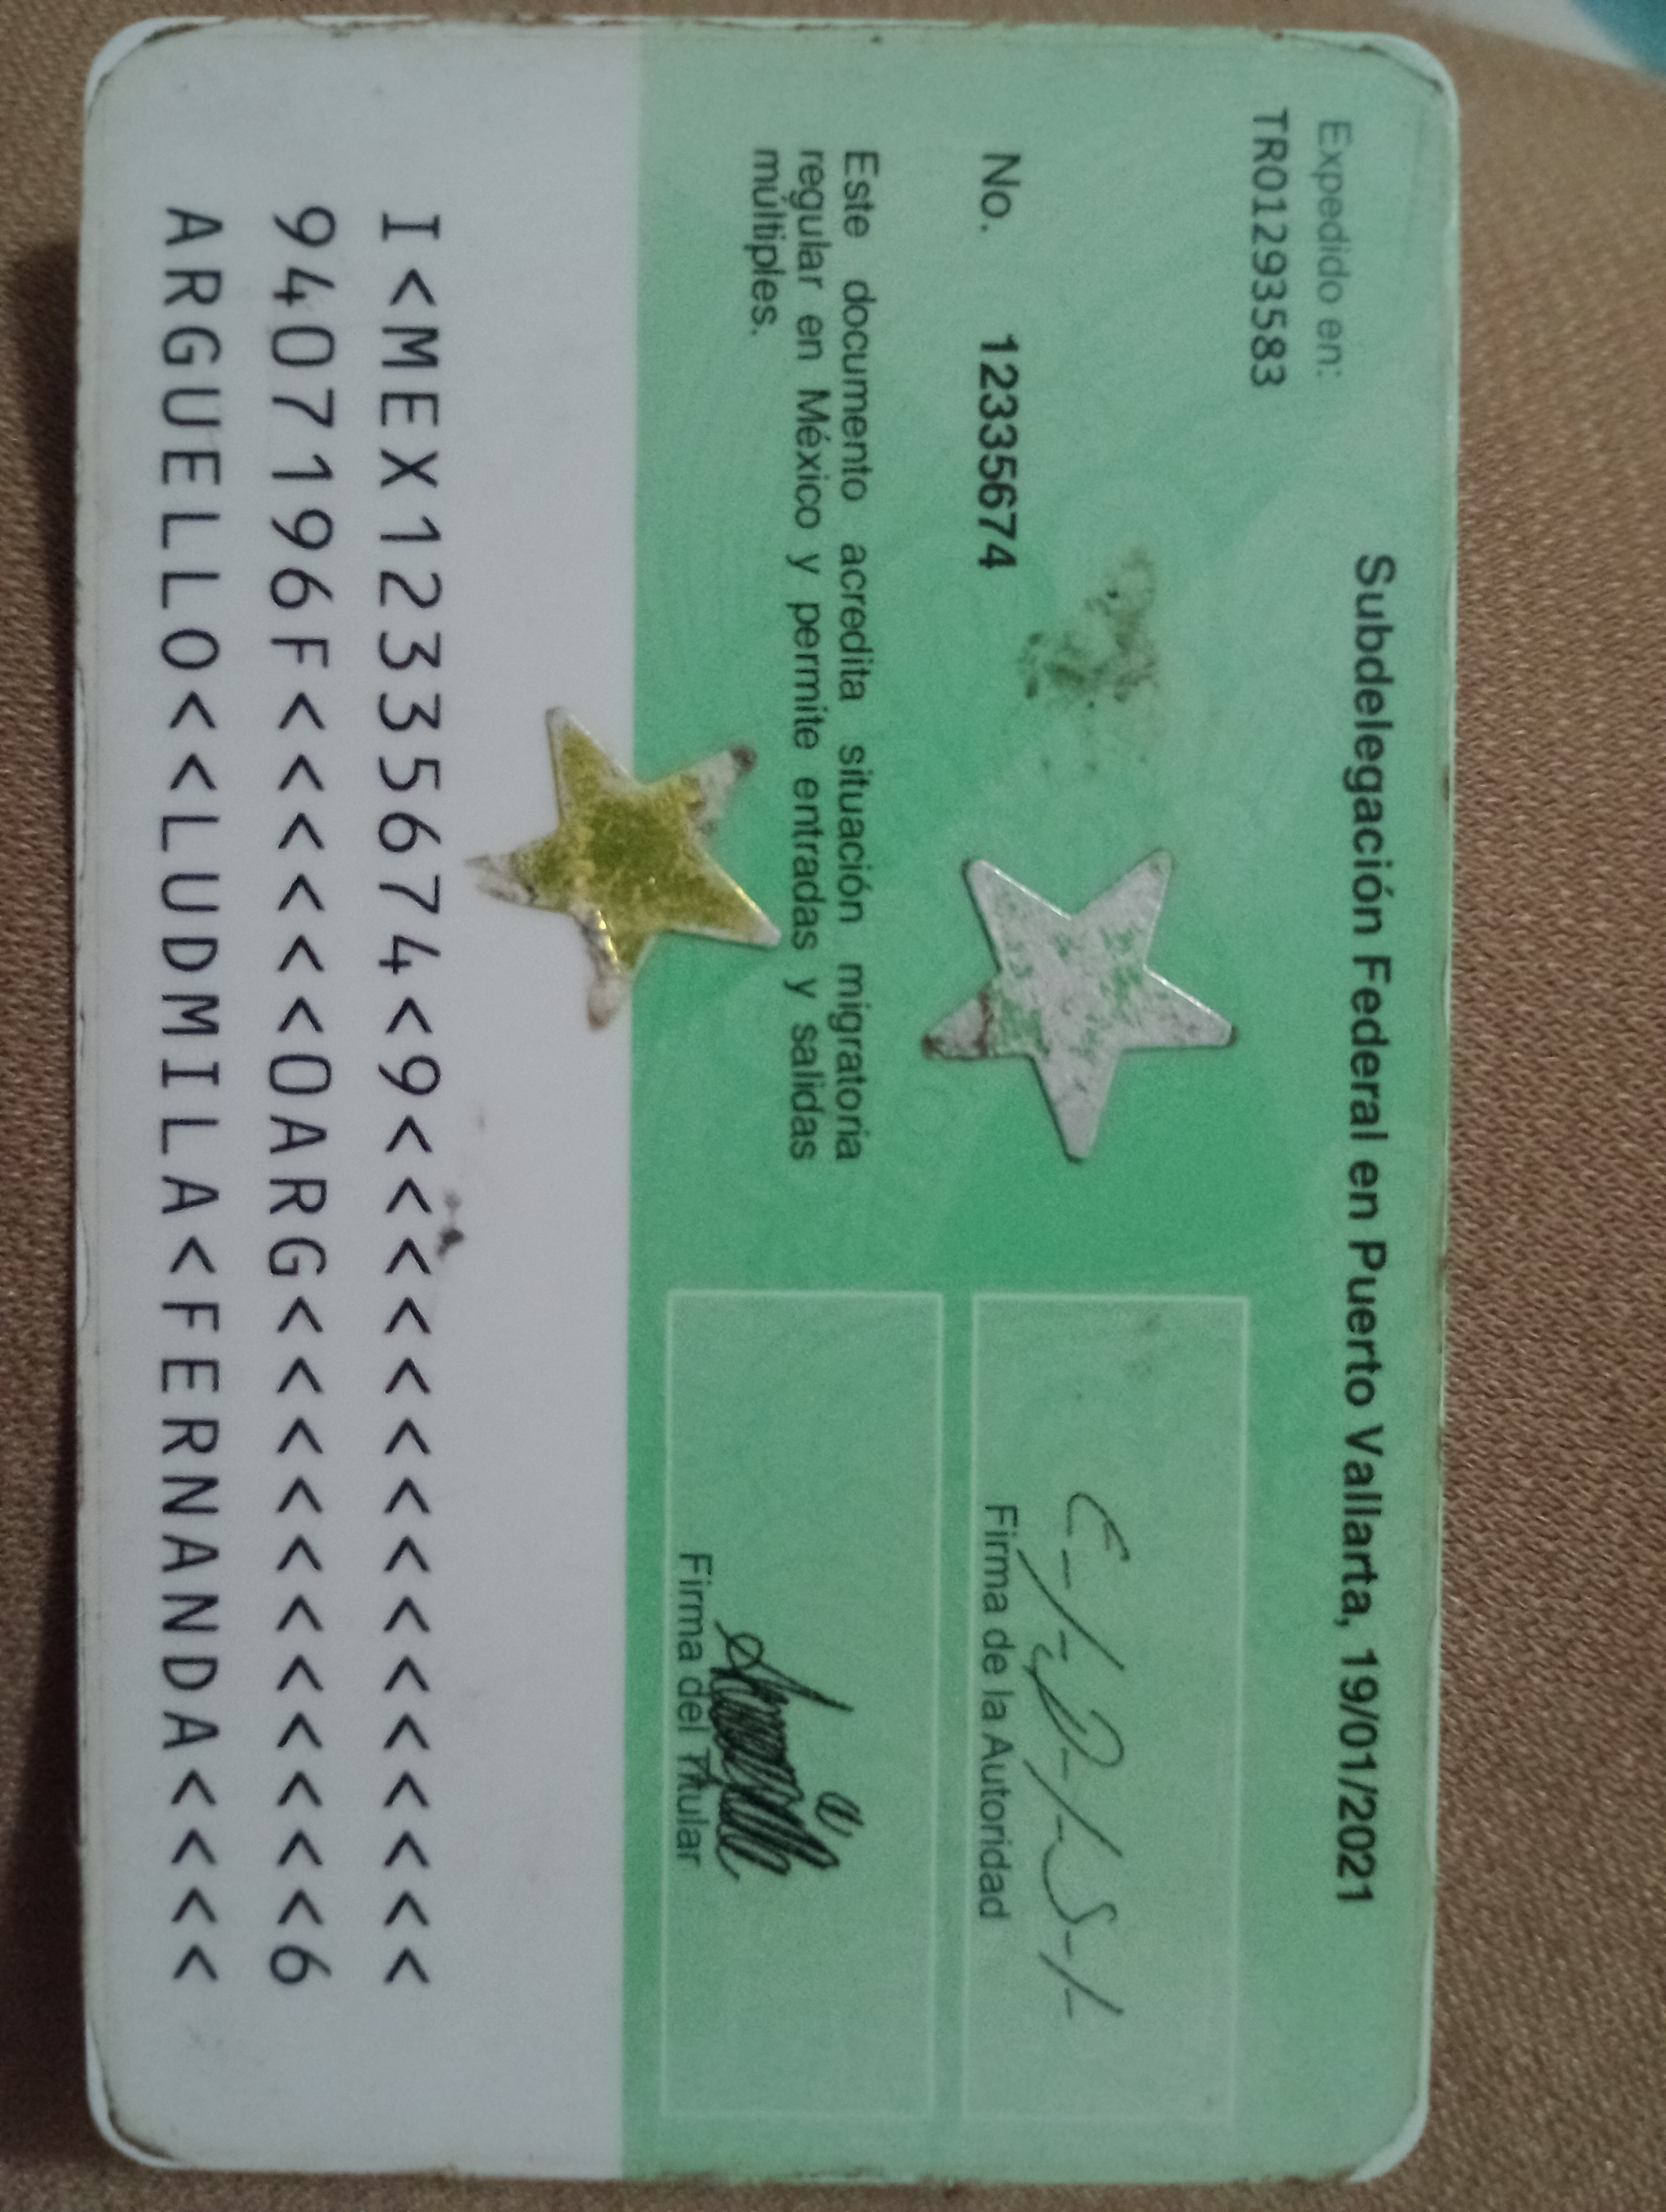 Subdelegación Federal en Puerto Vallarta, 19/01/2021
Expedido en:
TR01293583
No. 12335674
Este documento acredita situación migratoria
regular en México y permite entradas y salidas
múltiples.
Firma de la Autoridad
Firma del Titular
I<MEX12335674<9<<<<<<<<<<<<<<<
9407196F<<<<<<0ARG<<<<<<<<<<<6
ARGUELLO<<LUDMILA<FERNANDA<<<<